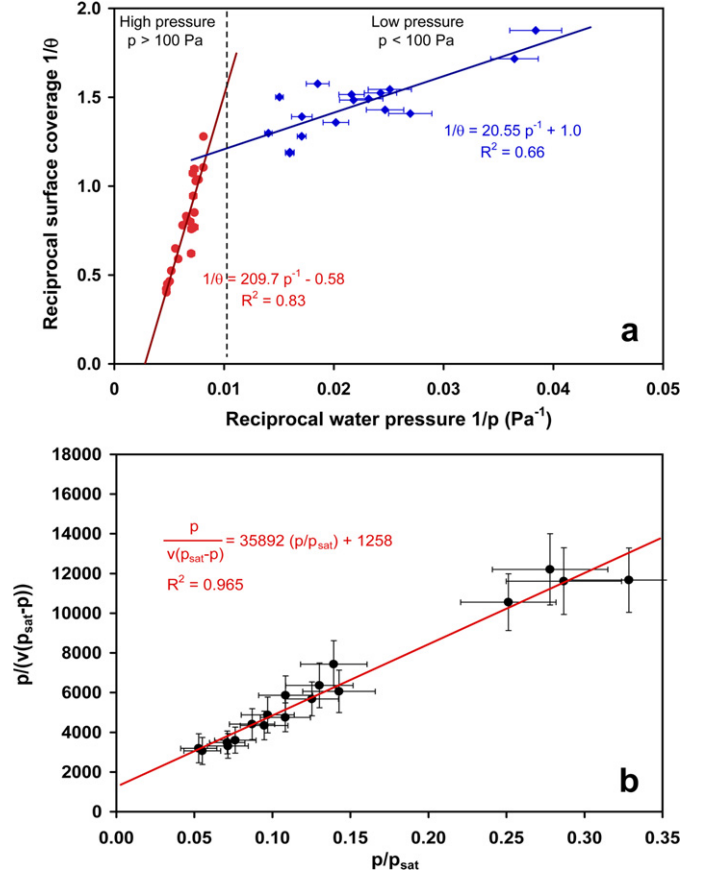 High pressure
p > 100 Pa
Low pressure
p < 100 Pa
2.0
1.5
1.0
0.5
0.0
Reciprocal surface coverage 1/θ
1/θ = 20.55 p⁻¹ + 1.0
R² = 0.66
1/θ = 209.7 p⁻¹ - 0.58
R² = 0.83
a
0
0.01
0.02
0.03
0.04
0.05
Reciprocal water pressure 1/p (Pa⁻¹)
18000
16000
14000
12000
10000
8000
6000
4000
2000
0
p/(v(psat-p))
p
v(psat-p)
= 35892 (p/psat) + 1258
R² = 0.965
b
0.00
0.05
0.10
0.15
0.20
0.25
0.30
0.35
p/psat